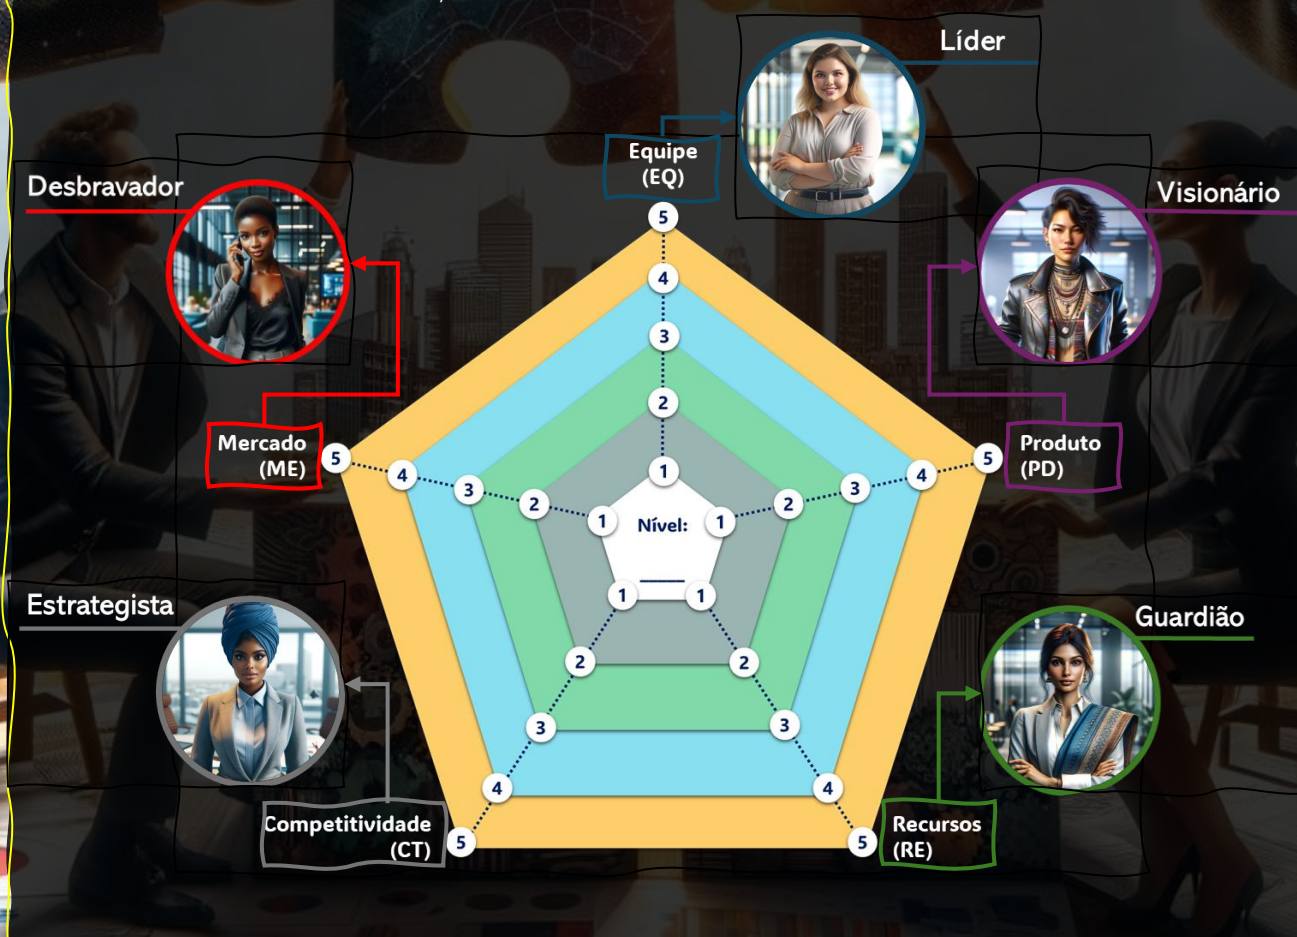 Líder
Equipe
(EQ)
Desbravador
Visionário
5
4
3
2
1
Mercado
(ME)
5
4
3
2
1
Produto
(PD)
5
4
3
2
1
Nível:
Estrategista
Guardião
1
2
3
4
5
Competitividade
(CT)
1
2
3
4
5
Recursos
(RE)